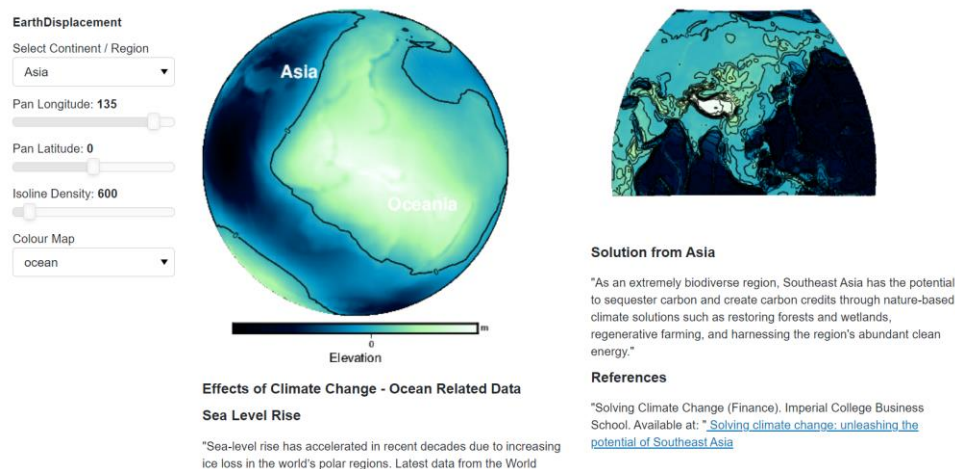 EarthDisplacement
Select Continent / Region
Asia
Pan Longitude: 135
Pan Latitude: 0
Isoline Density: 600
Colour Map
ocean
Asia
Oceania
m
0
Elevation
Effects of Climate Change - Ocean Related Data
Sea Level Rise
"Sea-level rise has accelerated in recent decades due to increasing
ice loss in the world's polar regions. Latest data from the World
Solution from Asia
"As an extremely biodiverse region, Southeast Asia has the potential
to sequester carbon and create carbon credits through nature-based
climate solutions such as restoring forests and wetlands,
regenerative farming, and harnessing the region's abundant clean
energy."
References
"Solving Climate Change (Finance). Imperial College Business
School. Available at: " Solving climate change: unleashing the
potential of Southeast Asia